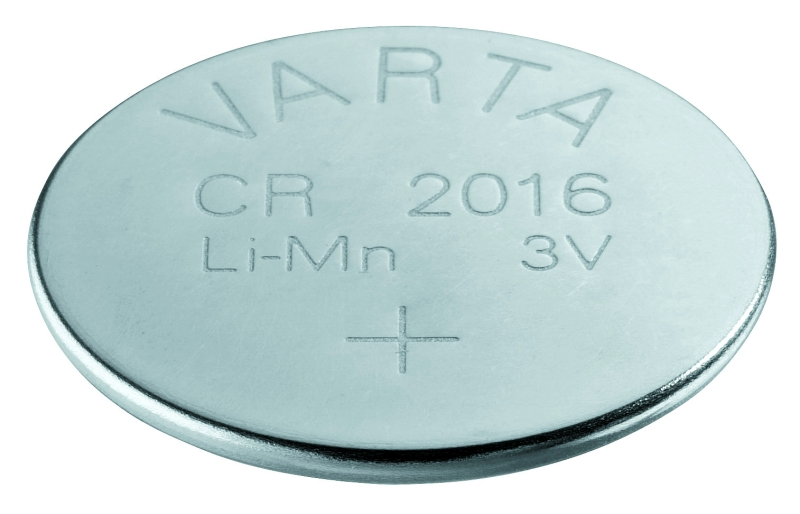 VARTA
CR 2016
Li-Mn 3V
+